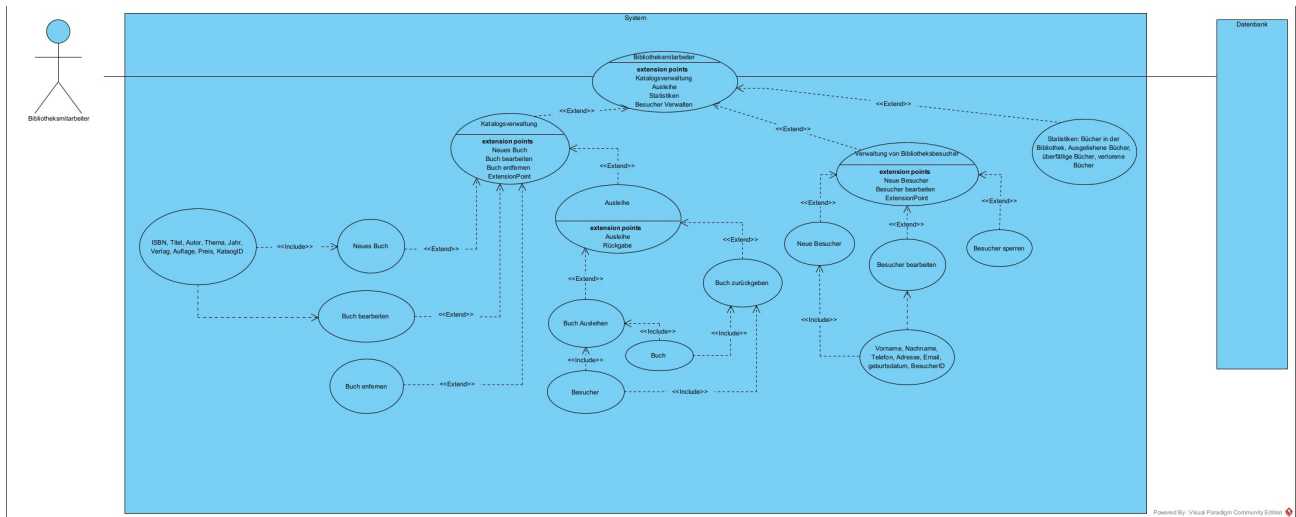 System
Datenbank
Bibliotheksmitarbeiter
Bibliotheksmitarbeiter
extension points
Katalogsverwaltung
Ausleihe
Statistiken
Besucher Verwalten
<<Extend>>
<<Extend>>
<<Extend>>
Katalogsverwaltung
extension points
Neues Buch
Buch bearbeiten
Buch entfernen
ExtensionPoint
Statistiken: Bücher in der
Bibliothek, Ausgeliehene Bücher,
überfällige Bücher, verlorene
Bücher
Verwaltung von Bibliotheksbesucher
extension points
Neue Besucher
Besucher bearbeiten
ExtensionPoint
<<Extend>>
Ausleihe
extension points
Ausleihe
Rückgabe
<<Extend>>
<<Extend>>
<<Extend>>
ISBN, Titel, Autor, Thema, Jahr,
Verlag, Auflage, Preis, KataogID
<<Include>>
Neues Buch
<<Extend>>
<<Extend>>
Neue Besucher
Besucher bearbeiten
Besucher sperren
<<Extend>>
Buch zurückgeben
Buch bearbeiten
<<Extend>>
Buch Ausleihen
<<Include>>
<<Include>>
<<Include>>
Buch
<<Include>>
Vorname, Nachname,
Telefon, Adresse, Email,
geburtsdatum, BesucherID
Buch enfernen
<<Extend>>
Besucher
<<Include>>
Powered By Visual Paradigm Community Edition